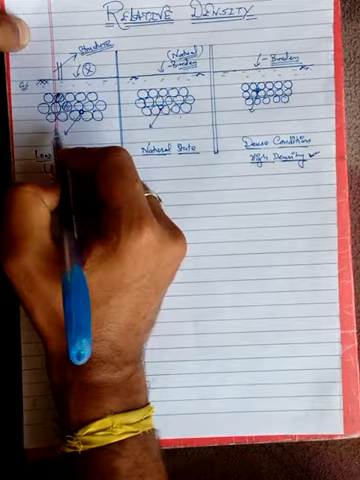 RELATIVE DENSITY
Structure
(Natural)
Burden
Burden
Natural State
Dense Condition
High Density